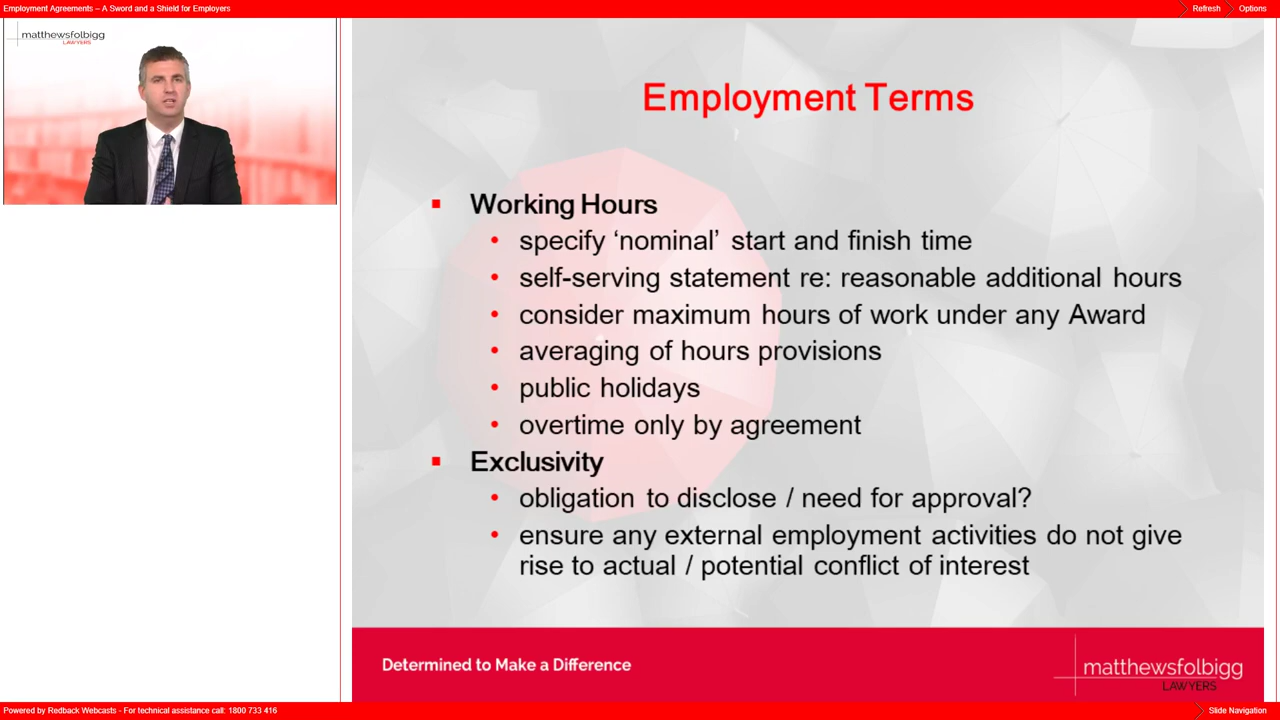 Employment Agreements – A Sword and a Shield for Employers
Refresh
Options
matthewsfolbigg
LAWYERS
Employment Terms
Working Hours
specify ‘nominal’ start and finish time
self-serving statement re: reasonable additional hours
consider maximum hours of work under any Award
averaging of hours provisions
public holidays
overtime only by agreement
Exclusivity
obligation to disclose / need for approval?
ensure any external employment activities do not give
rise to actual / potential conflict of interest
Determined to Make a Difference
matthewsfolbigg
LAWYERS
Powered by Redback Webcasts - For technical assistance call: 1800 733 416
Slide Navigation